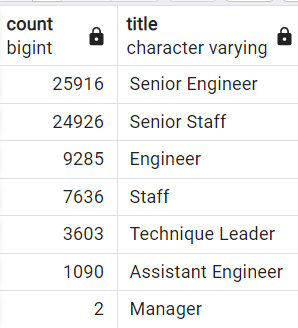 count title
bigint character varying
25916 Senior Engineer
24926 Senior Staff
9285 Engineer
7636 Staff
3603 Technique Leader
1090 Assistant Engineer
2 Manager